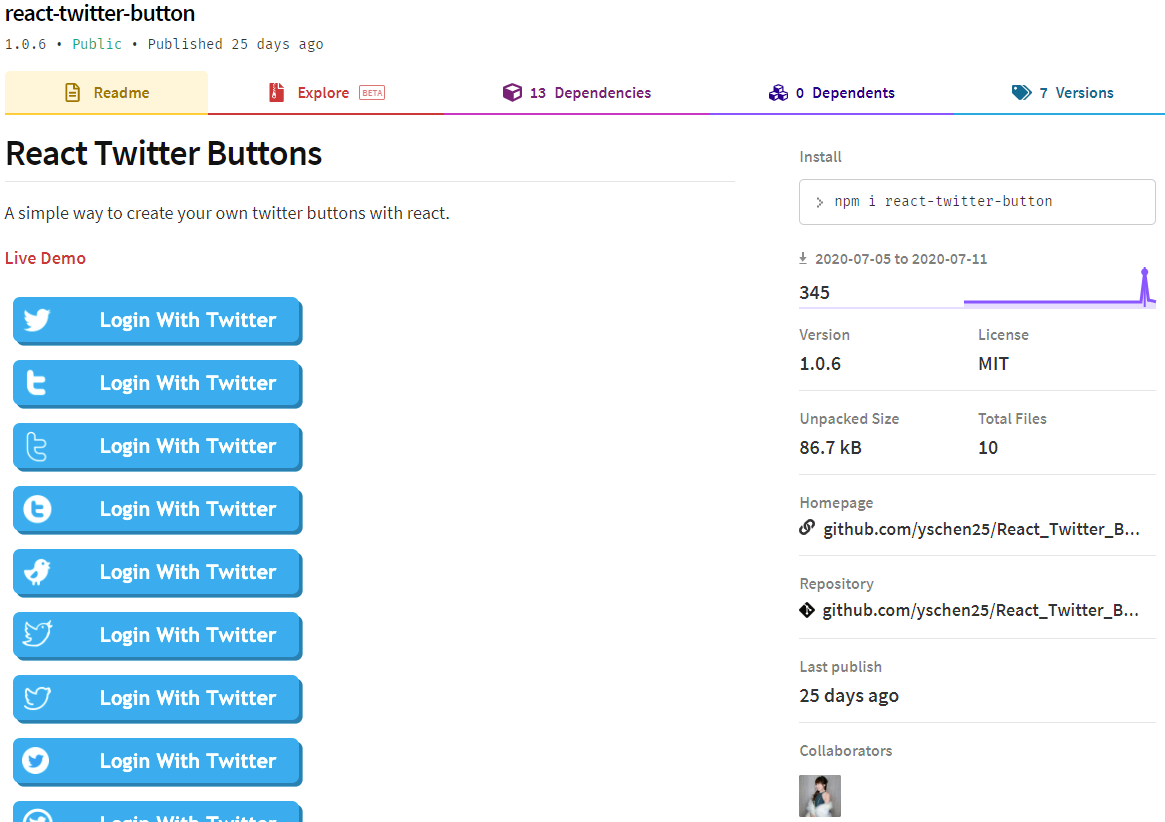 react-twitter-button
1.0.6 • Public • Published 25 days ago
Readme
Explore BETA
13 Dependencies
0 Dependents
7 Versions
React Twitter Buttons
A simple way to create your own twitter buttons with react.
Live Demo
Login With Twitter
Login With Twitter
Login With Twitter
Login With Twitter
Login With Twitter
Login With Twitter
Login With Twitter
Login With Twitter
Login With Twitter
Install
> npm i react-twitter-button
2020-07-05 to 2020-07-11
345
Version
1.0.6
License
MIT
Unpacked Size
86.7 kB
Total Files
10
Homepage
github.com/yschen25/React_Twitter_B...
Repository
github.com/yschen25/React_Twitter_B...
Last publish
25 days ago
Collaborators